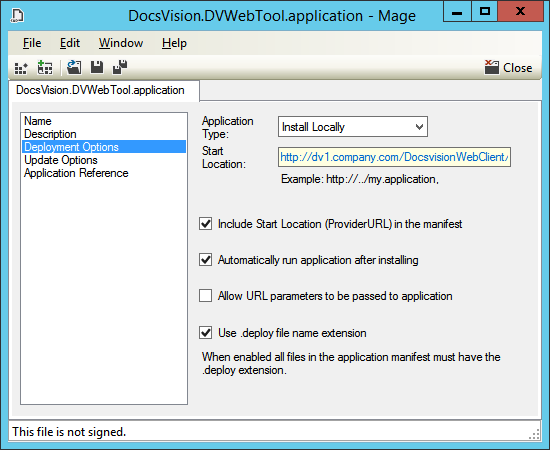 DocsVision.DVWebTool.application - Mage
File Edit Window Help
Close
DocsVision.DVWebTool.application
Name
Description
Deployment Options
Update Options
Application Reference
Application
Type:
Install Locally
Start
Location:
http://dv1.company.com/DocsvisionWebClient/
Example: http://../my.application,
Include Start Location (ProviderURL) in the manifest
Automatically run application after installing
Allow URL parameters to be passed to application
Use .deploy file name extension
When enabled all files in the application manifest must have the
.deploy extension.
This file is not signed.